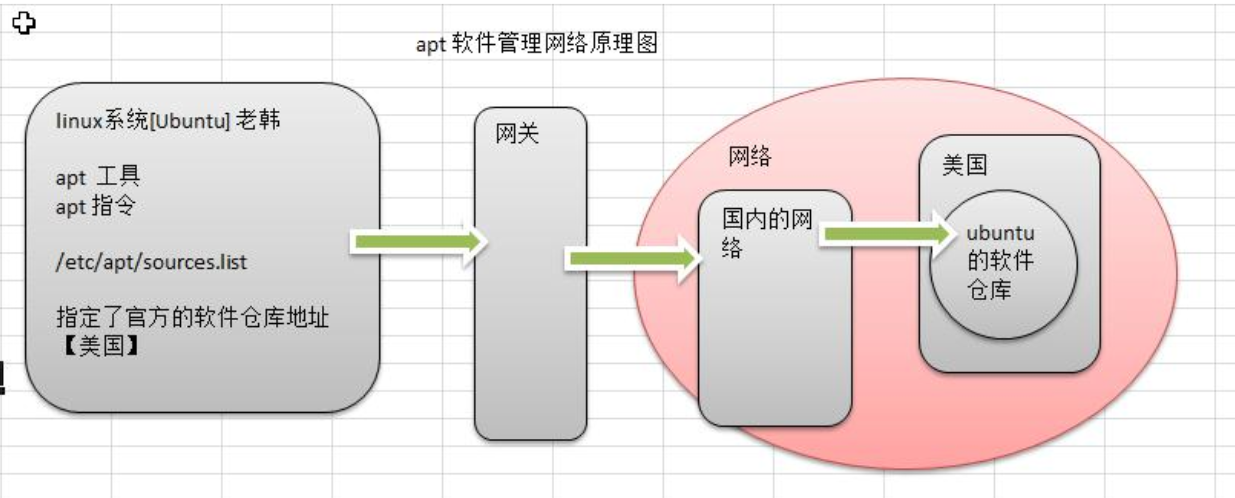 apt 软件管理网络原理图
linux系统[Ubuntu] 老韩
apt 工具
apt 指令
/etc/apt/sources.list
指定了官方的软件仓库地址
【美国】
网关
网络
国内的网
络
美国
ubuntu
的软件
仓库